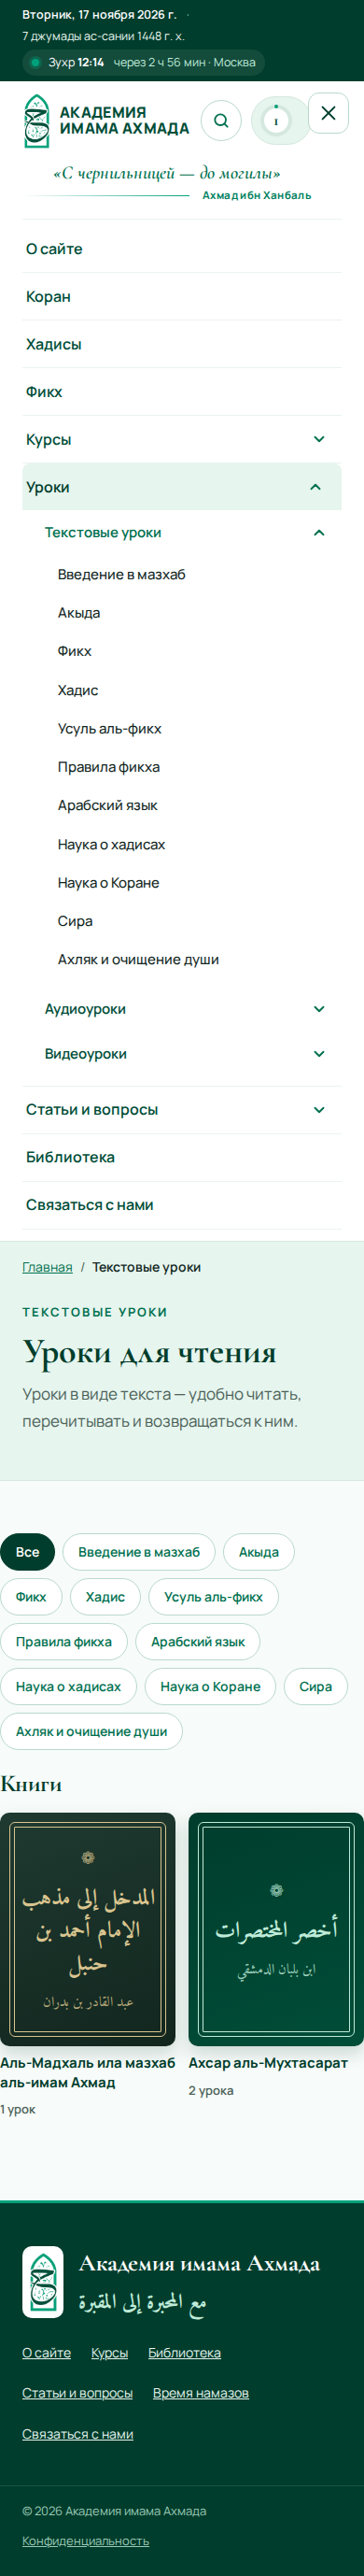 Вторник, 17 ноября 2026 г. ·
7 джумады ас-сании 1448 г. х.
Зухр 12:14 через 2 ч 56 мин · Москва
АКАДЕМИЯ
ИМАМА АХМАДА
1
«С чернильницей — до могилы»
Ахмад ибн Ханбаль
О сайте
Коран
Хадисы
Фикх
Курсы
Уроки
Текстовые уроки
Введение в мазхаб
Акыда
Фикх
Хадис
Усуль аль-фикх
Правила фикха
Арабский язык
Наука о хадисах
Наука о Коране
Сира
Ахляк и очищение души
Аудиоуроки
Видеоуроки
Статьи и вопросы
Библиотека
Связаться с нами
Главная / Текстовые уроки
ТЕКСТОВЫЕ УРОКИ
Уроки для чтения
Уроки в виде текста — удобно читать,
перечитывать и возвращаться к ним.
Все Введение в мазхаб Акыда
Фикх Хадис Усуль аль-фикх
Правила фикха Арабский язык
Наука о хадисах Наука о Коране Сира
Ахляк и очищение души
Книги
المدخل إلى مذهب
الإمام أحمد بن
حنبل
عبد القادر بن بدران
Аль-Мадхаль ила мазхаб
аль-имам Ахмад
1 урок
أخصر المختصرات
ابن بلبان الدمشقي
Ахсар аль-Мухтасарат
2 урока
Академия имама Ахмада
مع المحبرة إلى المقبرة
О сайте Курсы Библиотека
Статьи и вопросы Время намазов
Связаться с нами
© 2026 Академия имама Ахмада
Конфиденциальность